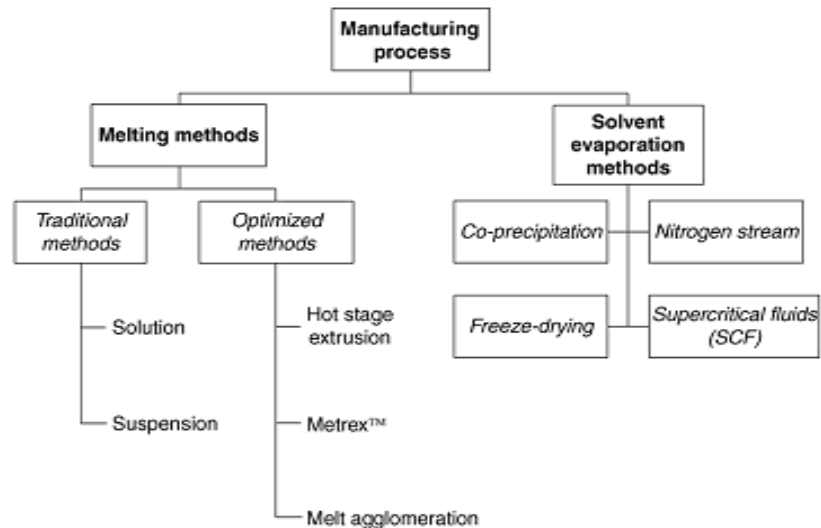 Manufacturing
process
Melting methods
Solvent
evaporation
methods
Traditional
methods
Optimized
methods
Co-precipitation
Nitrogen stream
Solution
Hot stage
extrusion
Freeze-drying
Supercritical fluids
(SCF)
Suspension
Metrex™
Melt agglomeration